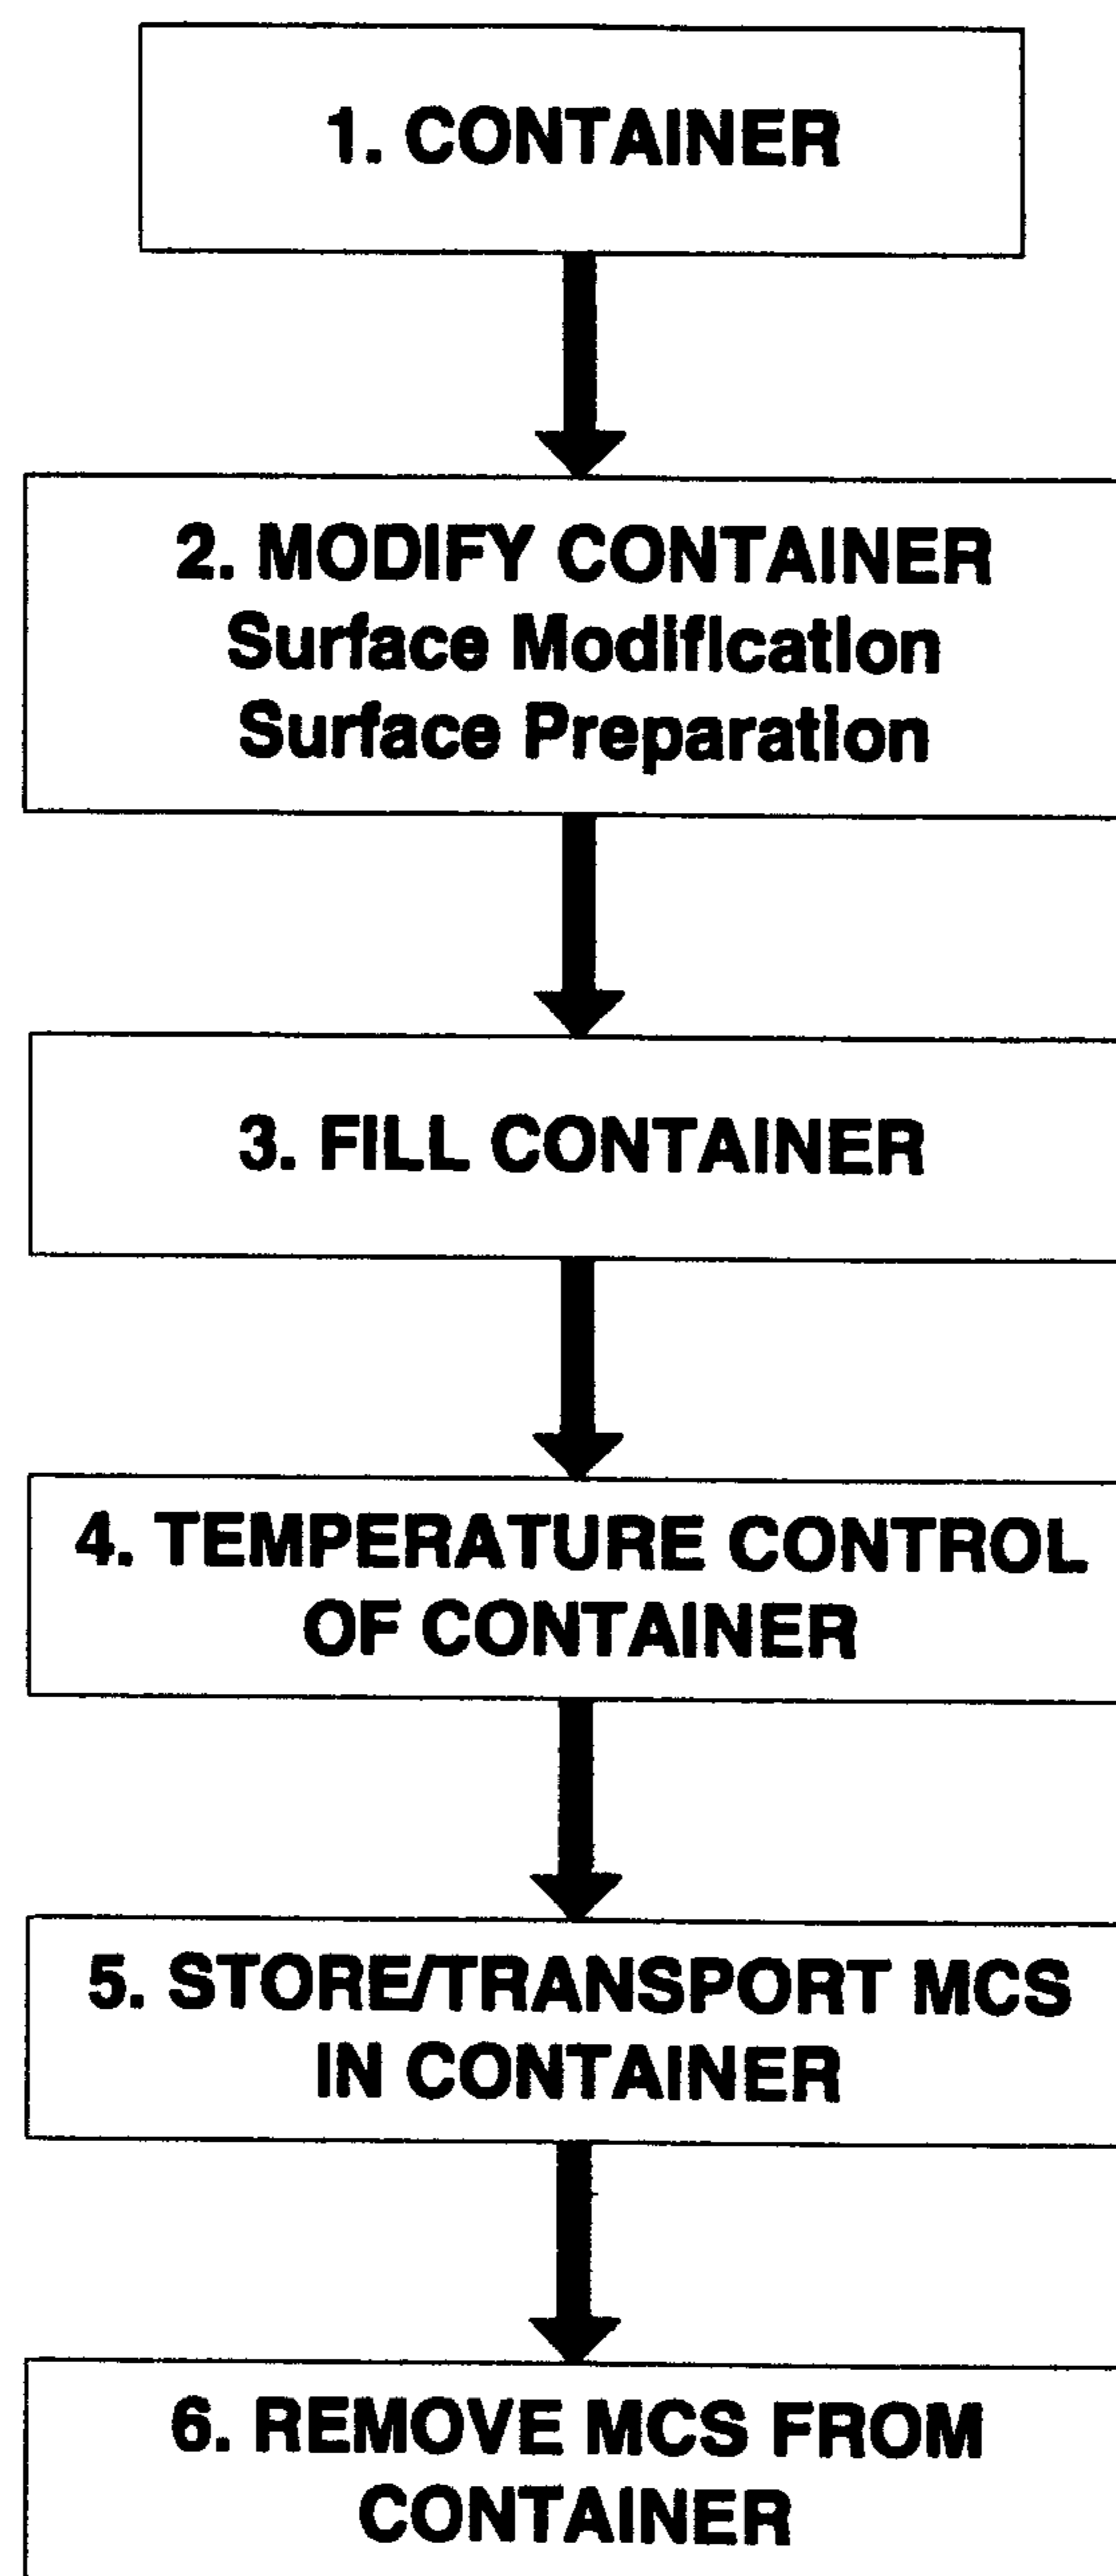 1. CONTAINER
2. MODIFY CONTAINER
Surface Modification
Surface Preparation
3. FILL CONTAINER
4. TEMPERATURE CONTROL
OF CONTAINER
5. STORE/TRANSPORT MCS
IN CONTAINER
6. REMOVE MCS FROM
CONTAINER